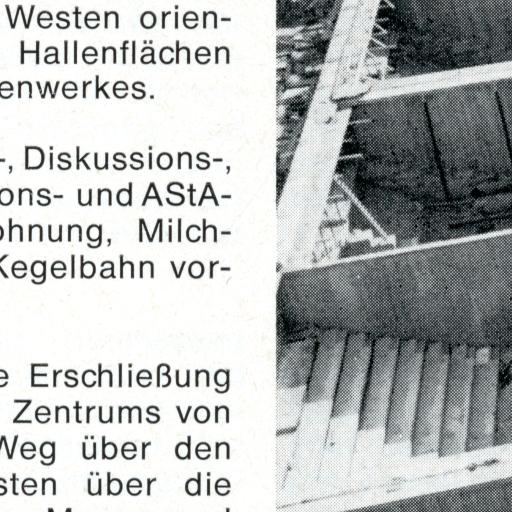 Westen orien-
Hallenflächen
enwerkes.
-, Diskussions-,
ons- und AStA-
ohnung, Milch-
Kegelbahn vor-
e Erschließung
Zentrums von
Weg über den
sten über die